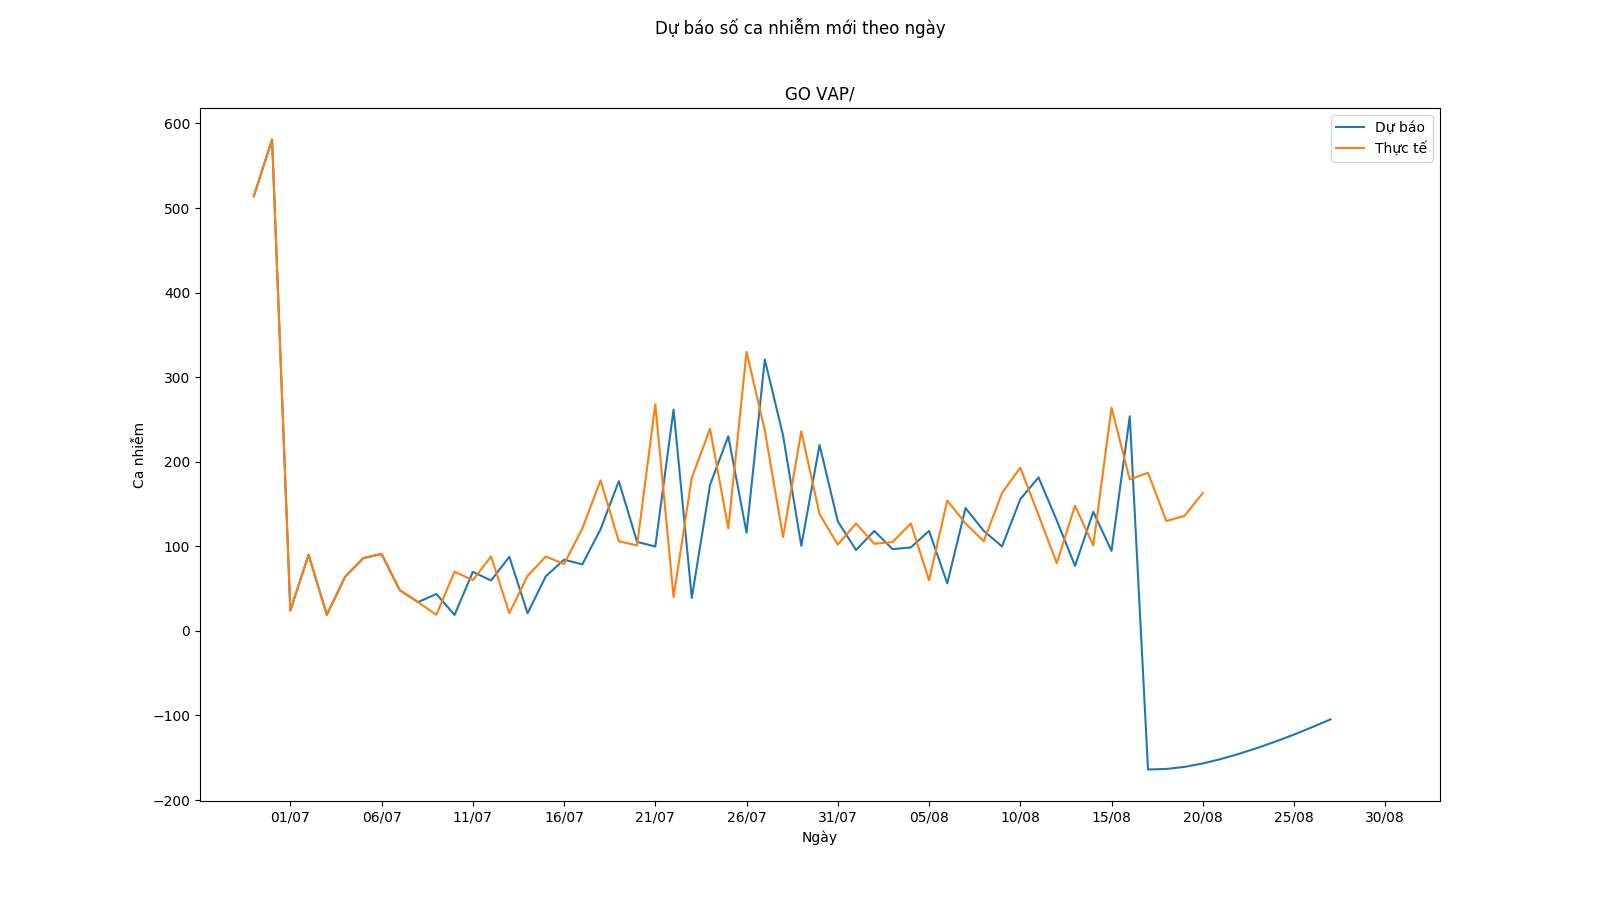 Dự báo số ca nhiễm mới theo ngày
GO VAP/
Dự báo
Thực tế
600
500
400
300
200
100
0
−100
−200
Ca nhiễm
01/07 06/07 11/07 16/07 21/07 26/07 31/07 05/08 10/08 15/08 20/08 25/08 30/08
Ngày